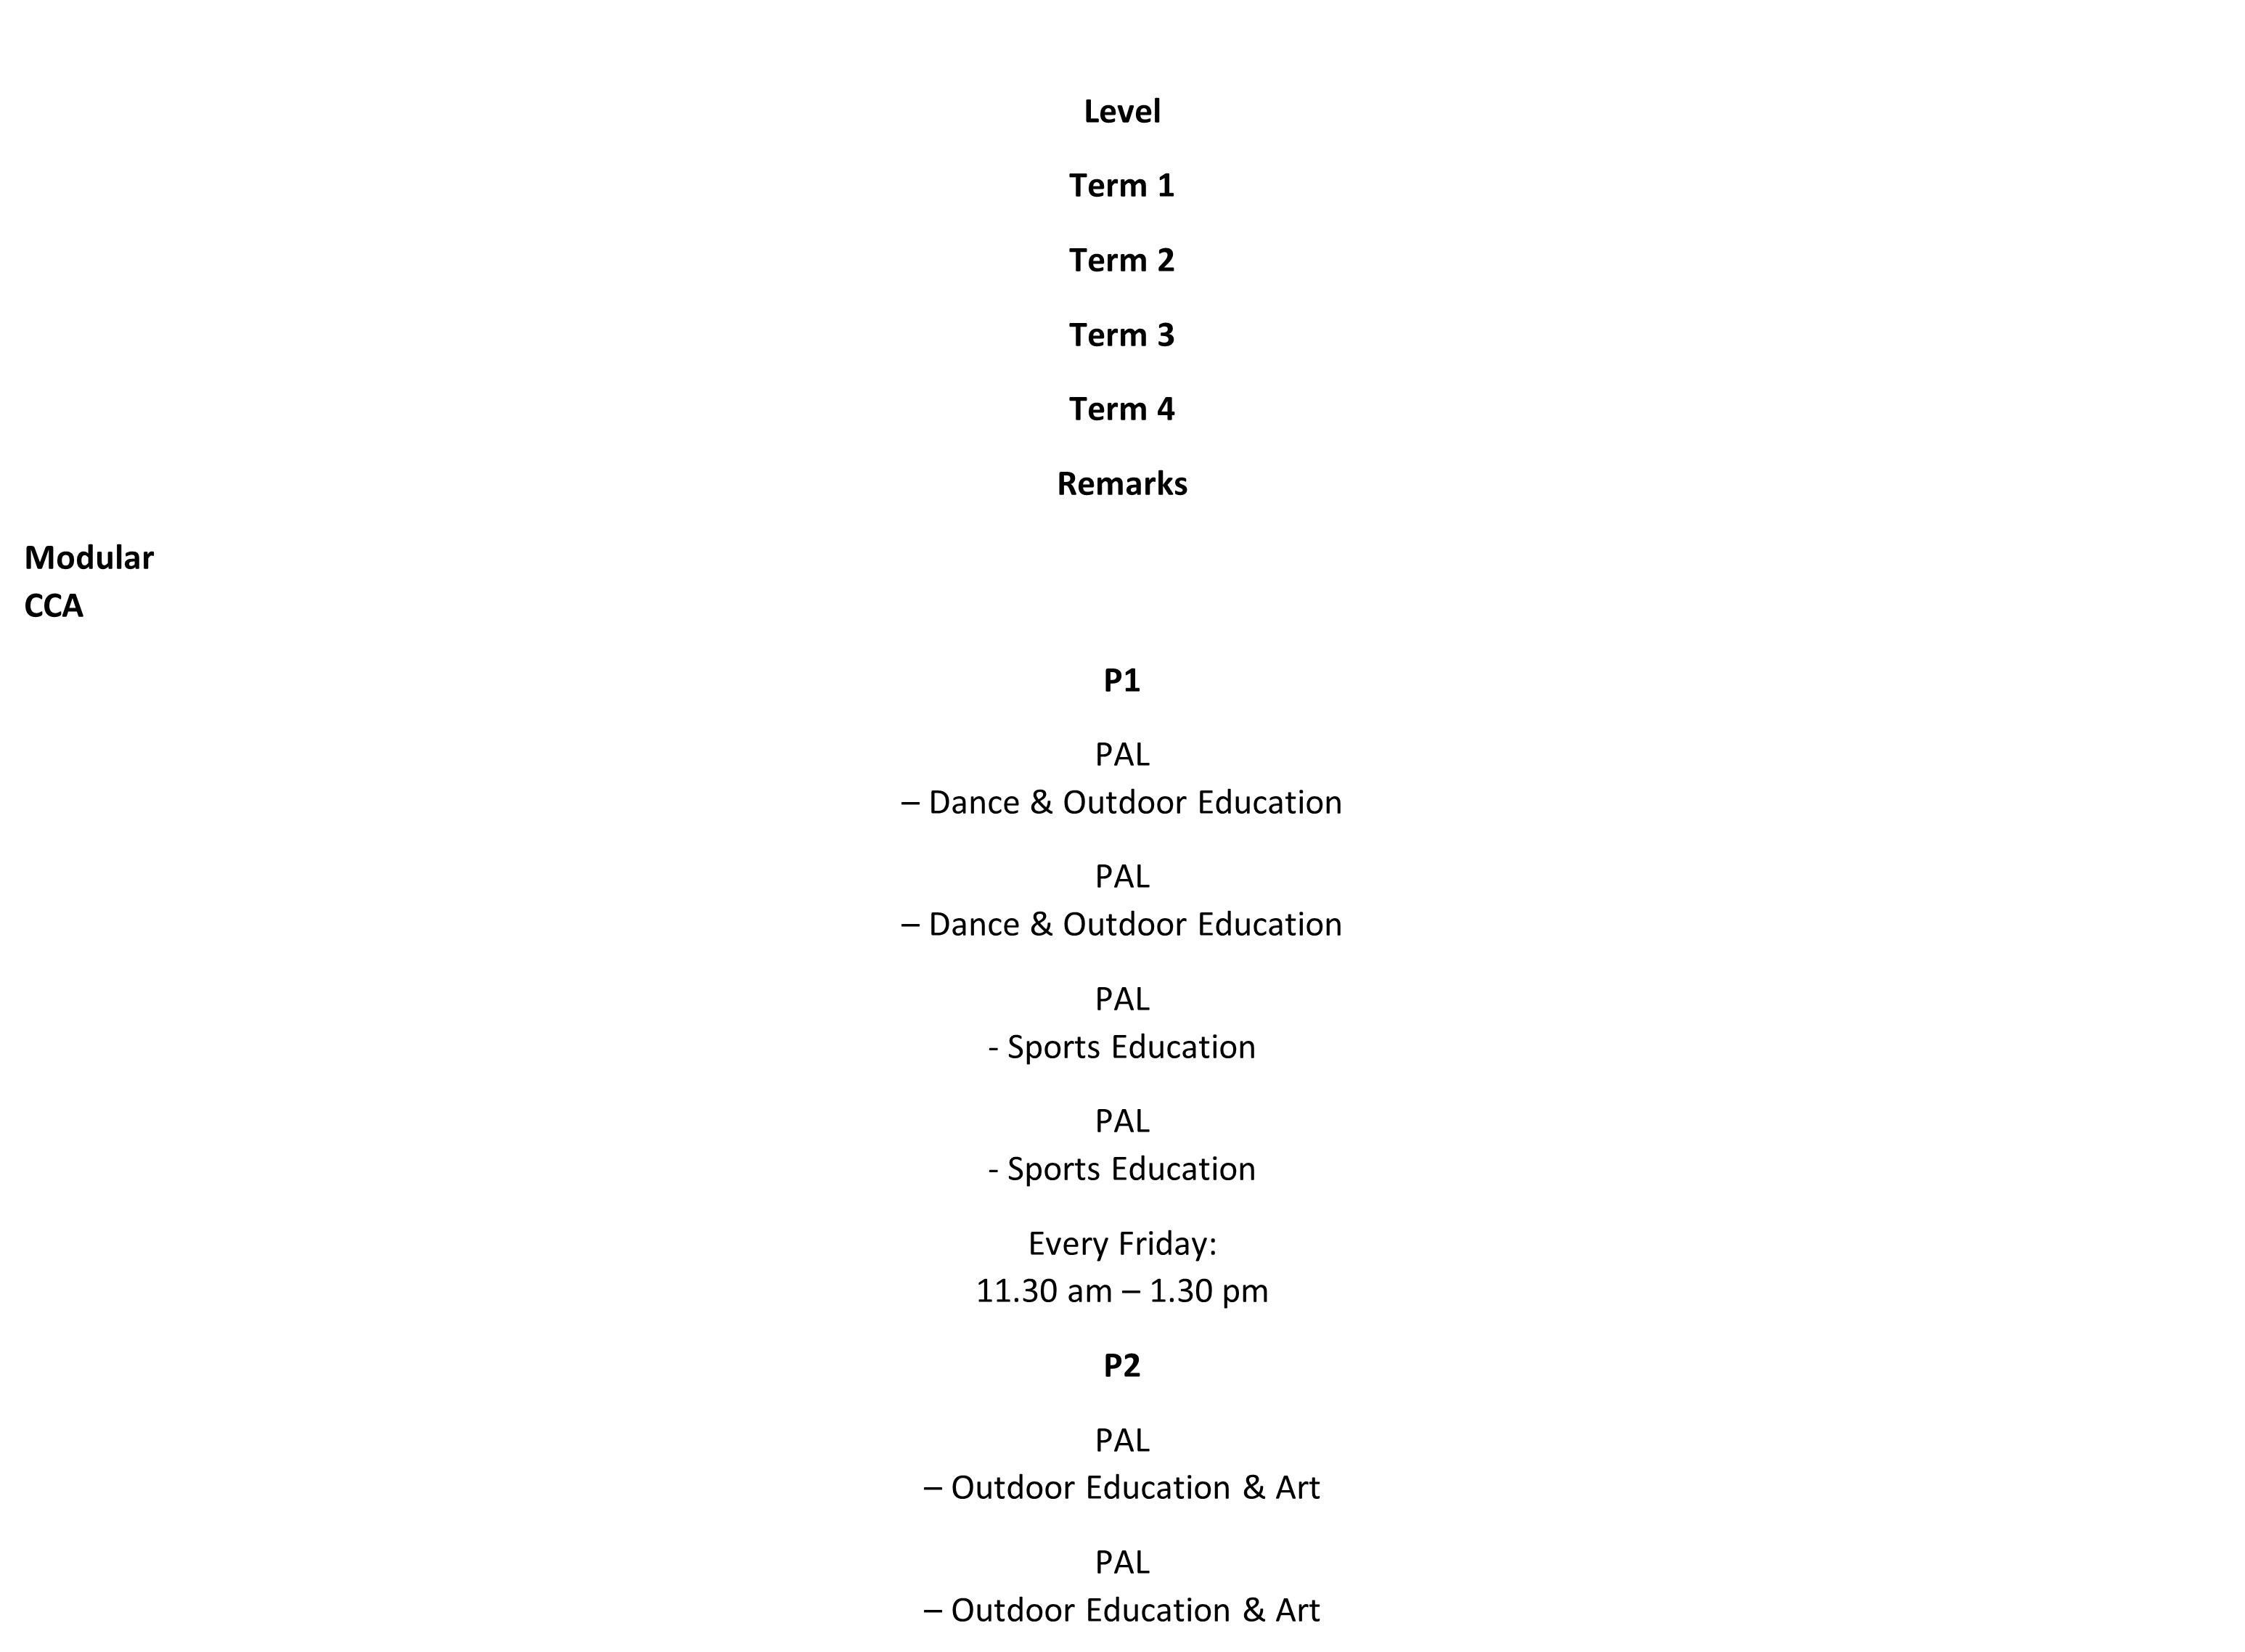 Level
Term 1
Term 2
Term 3
Term 4
Remarks
Modular
CCA
P1
PAL
– Dance & Outdoor Education
PAL
– Dance & Outdoor Education
PAL
- Sports Education
PAL
- Sports Education
Every Friday:
11.30 am – 1.30 pm
P2
PAL
– Outdoor Education & Art
PAL
– Outdoor Education & Art